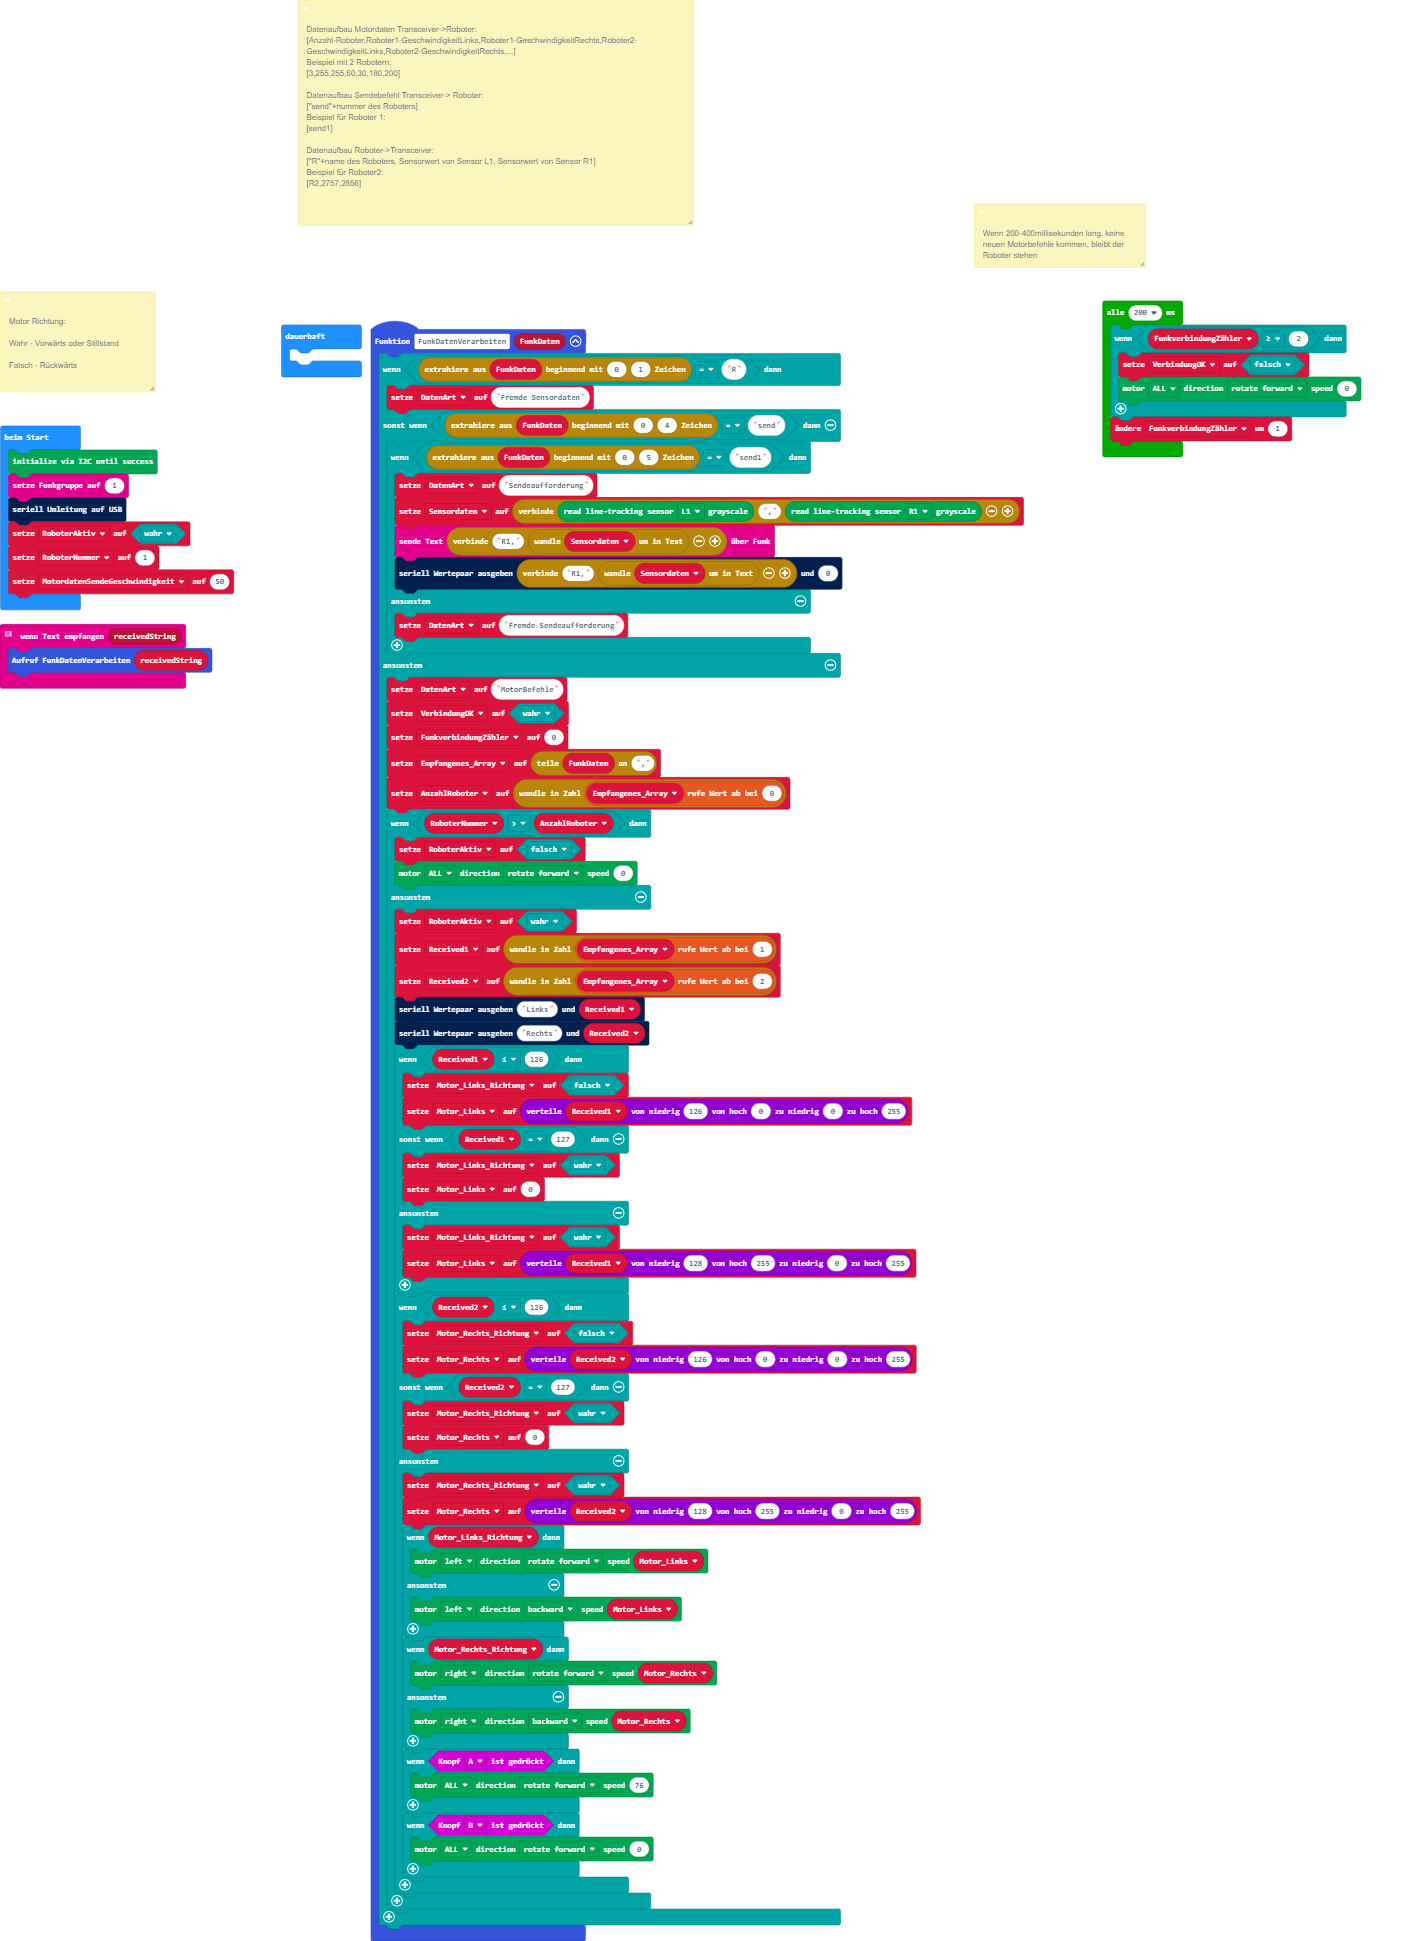 Datenaufbau Motordaten Transceiver->Roboter:
[Anzahl-Roboter,Roboter1-GeschwindigkeitLinks,Roboter1-GeschwindigkeitRechts,Roboter2-
GeschwindigkeitLinks,Roboter2-GeschwindigkeitRechts,...]
Beispiel mit 2 Robotern:
[3,255,255,60,30,180,200]
Datenaufbau Sendebefehl Transceiver-> Roboter:
["send"+nummer des Roboters]
Beispiel für Roboter 1:
[send1]
Datenaufbau Roboter->Transceiver:
["R"+name des Roboters, Sensorwert von Sensor L1, Sensorwert von Sensor R1]
Beispiel für Roboter2:
[R2,2757,2856]
Wenn 200-400millisekunden lang, keine
neuen Motorbefehle kommen, bleibt der
Roboter stehen
Motor Richtung:
Wahr - Vorwärts oder Stillstand
Falsch - Rückwärts
beim Start
initialize via I2C until success
setze Funkgruppe auf 1
seriell Umleitung auf USB
setze RoboterAktiv auf wahr
setze RoboterNummer auf 1
setze MotordatenSendeGeschwindigkeit auf 50
wenn Text empfangen receivedString
Aufruf FunkDatenVerarbeiten receivedString
dauerhaft
Funktion FunkDatenVerarbeiten FunkDaten
wenn extrahiere aus FunkDaten beginnend mit 0 1 Zeichen = "R" dann
setze DatenArt auf "Fremde Sensordaten"
sonst wenn extrahiere aus FunkDaten beginnend mit 0 4 Zeichen = "send" dann
wenn extrahiere aus FunkDaten beginnend mit 0 5 Zeichen = "send1" dann
setze DatenArt auf "Sendeaufforderung"
setze Sensordaten auf verbinde read line-tracking sensor L1 grayscale "," read line-tracking sensor R1 grayscale
sende Text verbinde "R1," wandle Sensordaten um in Text über Funk
seriell Wertepaar ausgeben verbinde "R1," wandle Sensordaten um in Text und 0
ansonsten
setze DatenArt auf "Fremde Sendeaufforderung"
ansonsten
setze DatenArt auf "MotorBefehle"
setze VerbindungOK auf wahr
setze FunkverbindungZähler auf 0
setze Empfangenes_Array auf teile FunkDaten an ","
setze AnzahlRoboter auf wandle in Zahl Empfangenes_Array rufe Wert ab bei 0
wenn RoboterNummer > AnzahlRoboter dann
setze RoboterAktiv auf falsch
motor ALL direction rotate forward speed 0
ansonsten
setze RoboterAktiv auf wahr
setze Received1 auf wandle in Zahl Empfangenes_Array rufe Wert ab bei 1
setze Received2 auf wandle in Zahl Empfangenes_Array rufe Wert ab bei 2
seriell Wertepaar ausgeben "Links" und Received1
seriell Wertepaar ausgeben "Rechts" und Received2
wenn Received1 ≤ 126 dann
setze Motor_Links_Richtung auf falsch
setze Motor_Links auf verteile Received1 von niedrig 126 von hoch 0 zu niedrig 0 zu hoch 255
sonst wenn Received1 = 127 dann
setze Motor_Links_Richtung auf wahr
setze Motor_Links auf 0
ansonsten
setze Motor_Links_Richtung auf wahr
setze Motor_Links auf verteile Received1 von niedrig 128 von hoch 255 zu niedrig 0 zu hoch 255
wenn Received2 ≤ 126 dann
setze Motor_Rechts_Richtung auf falsch
setze Motor_Rechts auf verteile Received2 von niedrig 126 von hoch 0 zu niedrig 0 zu hoch 255
sonst wenn Received2 = 127 dann
setze Motor_Rechts_Richtung auf wahr
setze Motor_Rechts auf 0
ansonsten
setze Motor_Rechts_Richtung auf wahr
setze Motor_Rechts auf verteile Received2 von niedrig 128 von hoch 255 zu niedrig 0 zu hoch 255
wenn Motor_Links_Richtung dann
motor left direction rotate forward speed Motor_Links
ansonsten
motor left direction backward speed Motor_Links
wenn Motor_Rechts_Richtung dann
motor right direction rotate forward speed Motor_Rechts
ansonsten
motor right direction backward speed Motor_Rechts
wenn Knopf A ist gedrückt dann
motor ALL direction rotate forward speed 76
wenn Knopf B ist gedrückt dann
motor ALL direction rotate forward speed 0
alle 200 ms
wenn FunkverbindungZähler ≥ 2 dann
setze VerbindungOK auf falsch
motor ALL direction rotate forward speed 0
ändere FunkverbindungZähler um 1